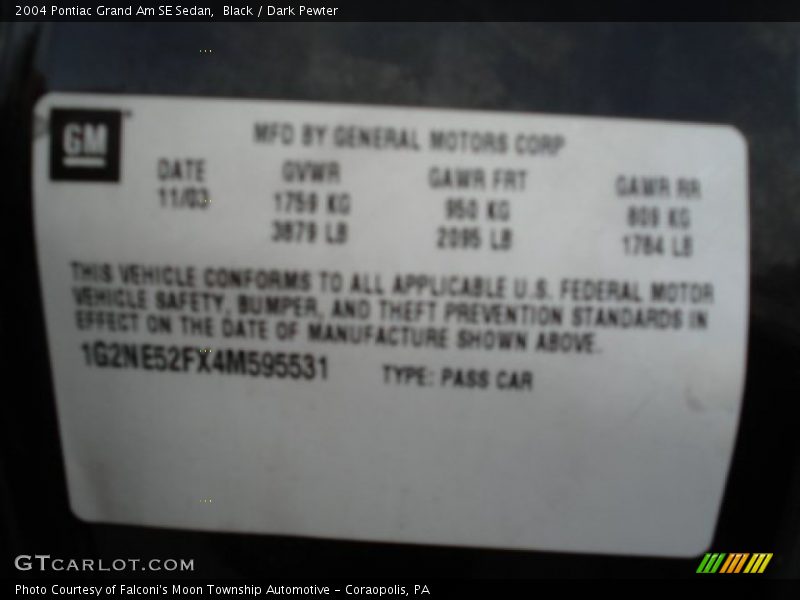 2004 Pontiac Grand Am SE Sedan, Black / Dark Pewter
GM
MFD BY GENERAL MOTORS CORP
DATE GVWR GAWR FRT GAWR RR
11/03 1759 KG 950 KG 809 KG
3879 LB 2095 LB 1784 LB
THIS VEHICLE CONFORMS TO ALL APPLICABLE U.S. FEDERAL MOTOR
VEHICLE SAFETY, BUMPER, AND THEFT PREVENTION STANDARDS IN
EFFECT ON THE DATE OF MANUFACTURE SHOWN ABOVE.
1G2NE52FX4M595531 TYPE: PASS CAR
GTCARLOT.COM
Photo Courtesy of Falconi's Moon Township Automotive - Coraopolis, PA